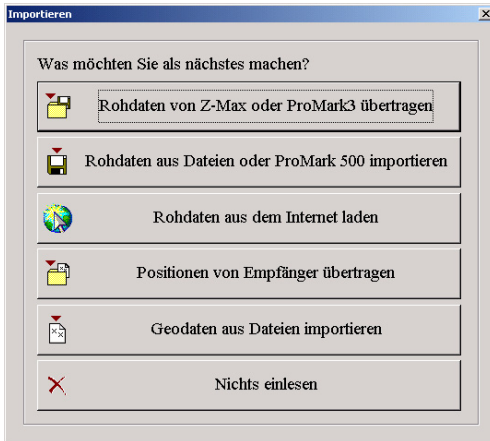 Importieren
Was möchten Sie als nächstes machen?
Rohdaten von Z-Max oder ProMark3 übertragen
Rohdaten aus Dateien oder ProMark 500 importieren
Rohdaten aus dem Internet laden
Positionen von Empfänger übertragen
Geodaten aus Dateien importieren
Nichts einlesen